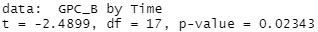 data:  GPC_B by Time
t = -2.4899, df = 17, p-value = 0.02343